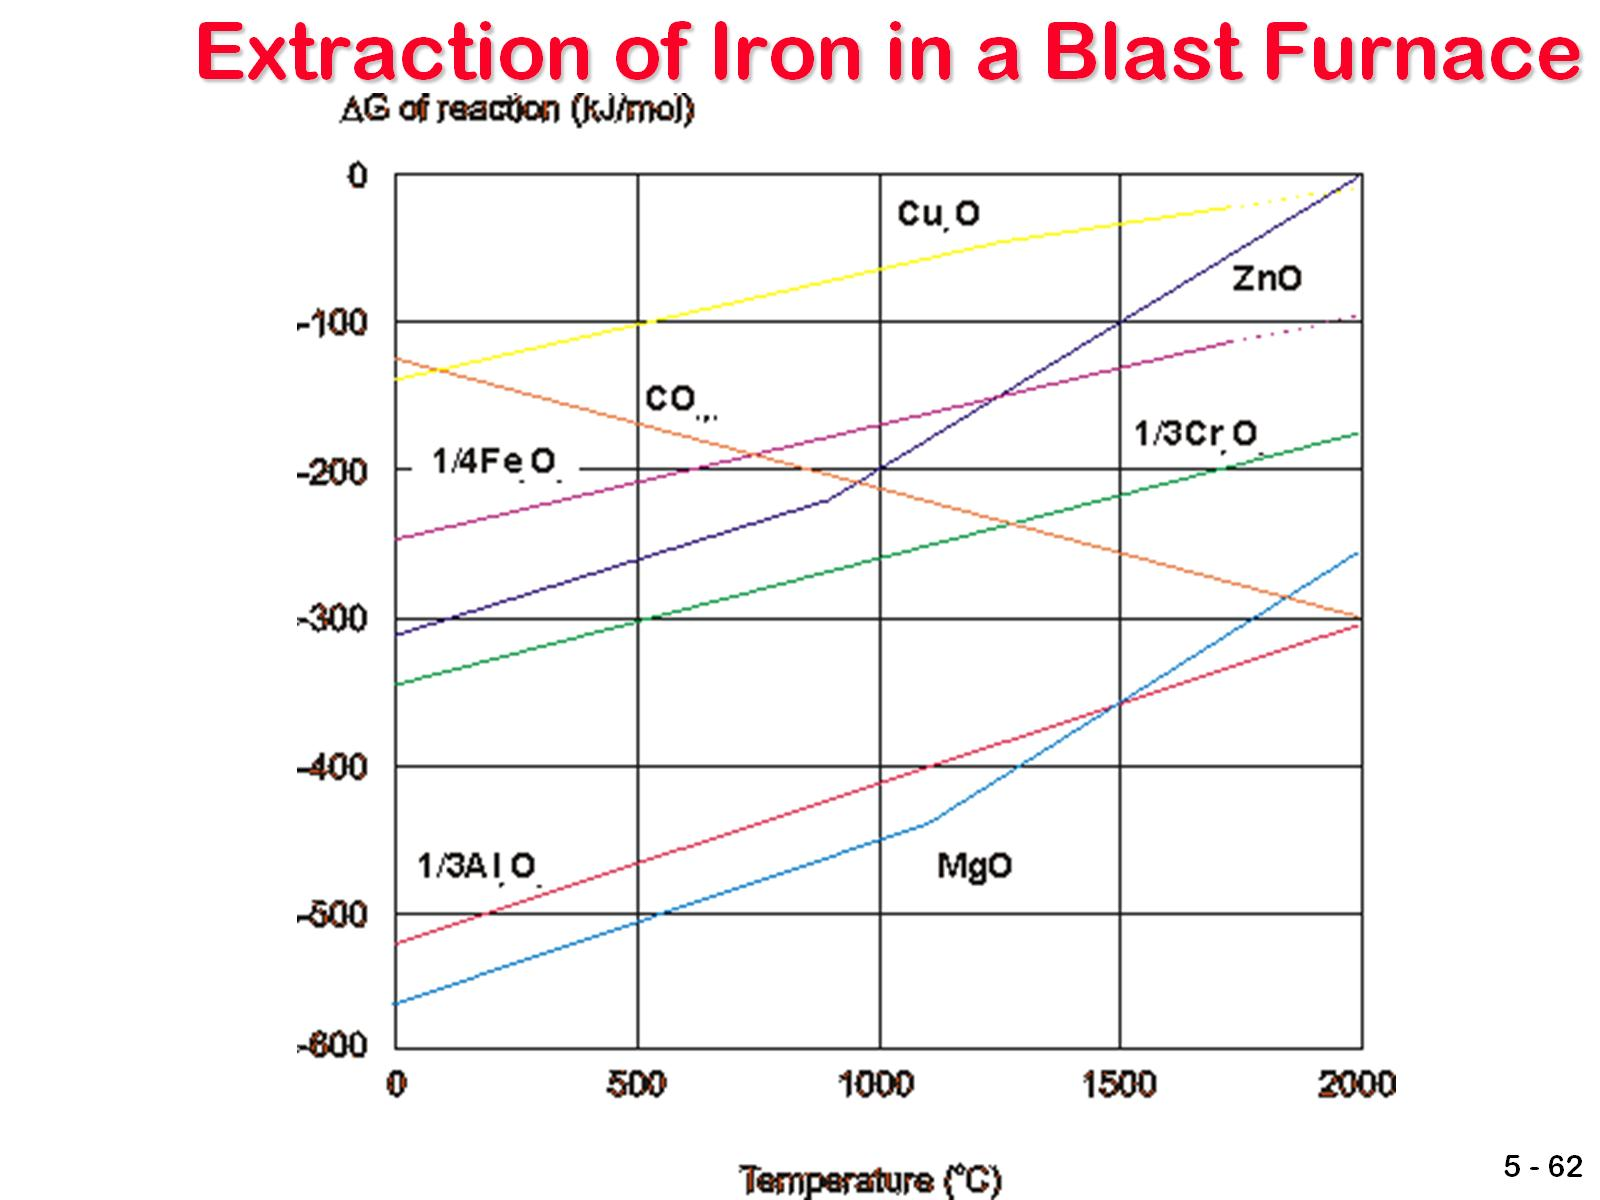 Extraction of Iron in a Blast Furnace
ΔG of reaction (kJ/mol)
0
Cu,O
ZnO
-100
CO
1/3Cr,O
1/4Fe,O
-200
-300
-400
1/3Al,O
MgO
-500
-600
0 500 1000 1500 2000
Temperature (°C)
5 - 62